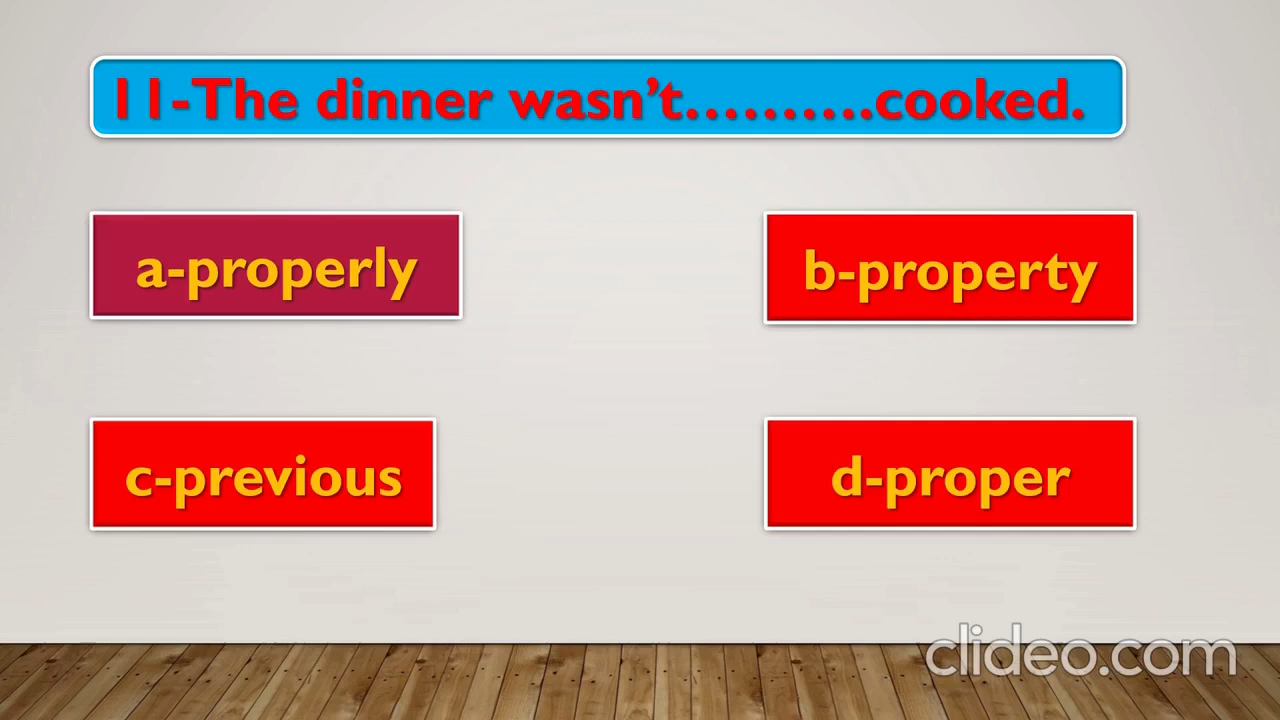 11-The dinner wasn’t..........cooked.
a-properly
b-property
c-previous
d-proper
clideo.com